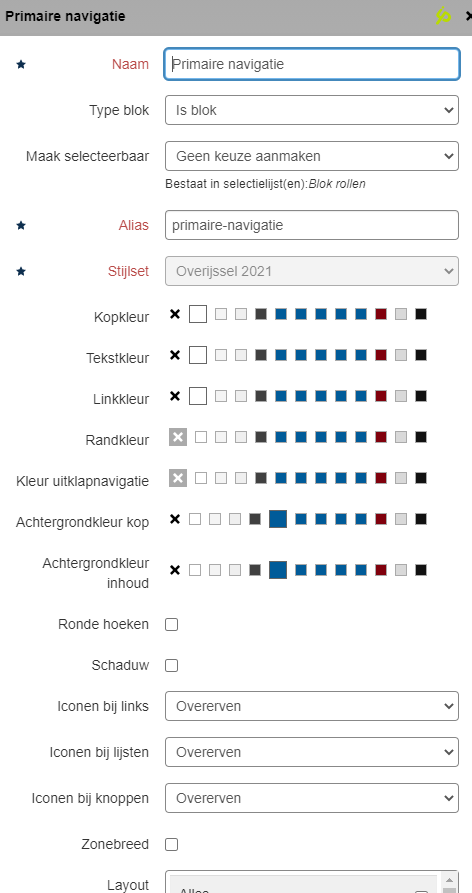 Primaire navigatie
Naam Primaire navigatie
Type blok Is blok
Maak selecteerbaar Geen keuze aanmaken
Bestaat in selectielijst(en):Blok rollen
Alias primaire-navigatie
Stijlset Overijssel 2021
Kopkleur
Tekstkleur
Linkkleur
Randkleur
Kleur uitklapnavigatie
Achtergrondkleur kop
Achtergrondkleur
inhoud
Ronde hoeken
Schaduw
Iconen bij links Overerven
Iconen bij lijsten Overerven
Iconen bij knoppen Overerven
Zonebreed
Layout